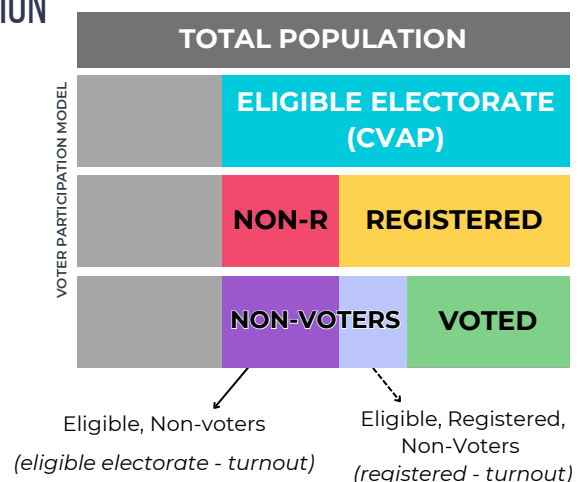 TOTAL POPULATION
VOTER PARTICIPATION MODEL
ELIGIBLE ELECTORATE
(CVAP)
NON-R
REGISTERED
NON-VOTERS
VOTED
Eligible, Non-voters
(eligible electorate - turnout)
Eligible, Registered,
Non-Voters
(registered - turnout)